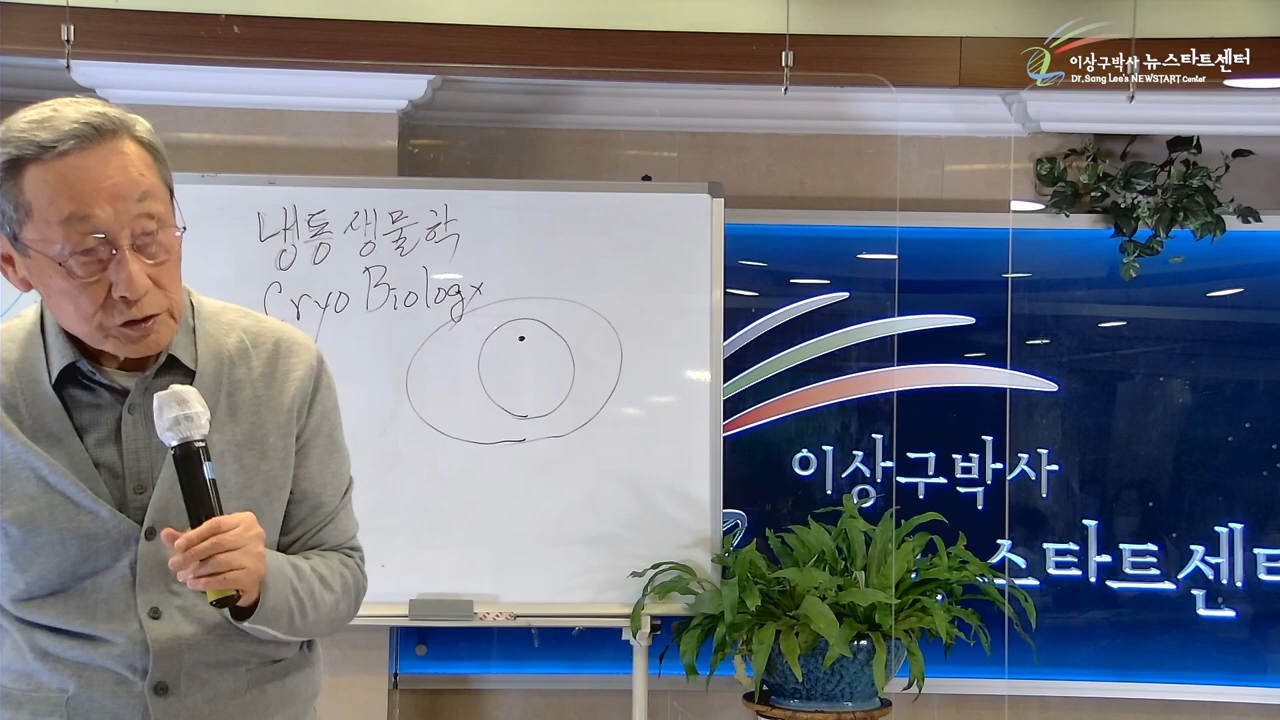 이상구박사 뉴스타트센터
Dr. Sang Lee's NEWSTART Center
냉동생물학
Cryo Biology
이상구박사
스타트센터